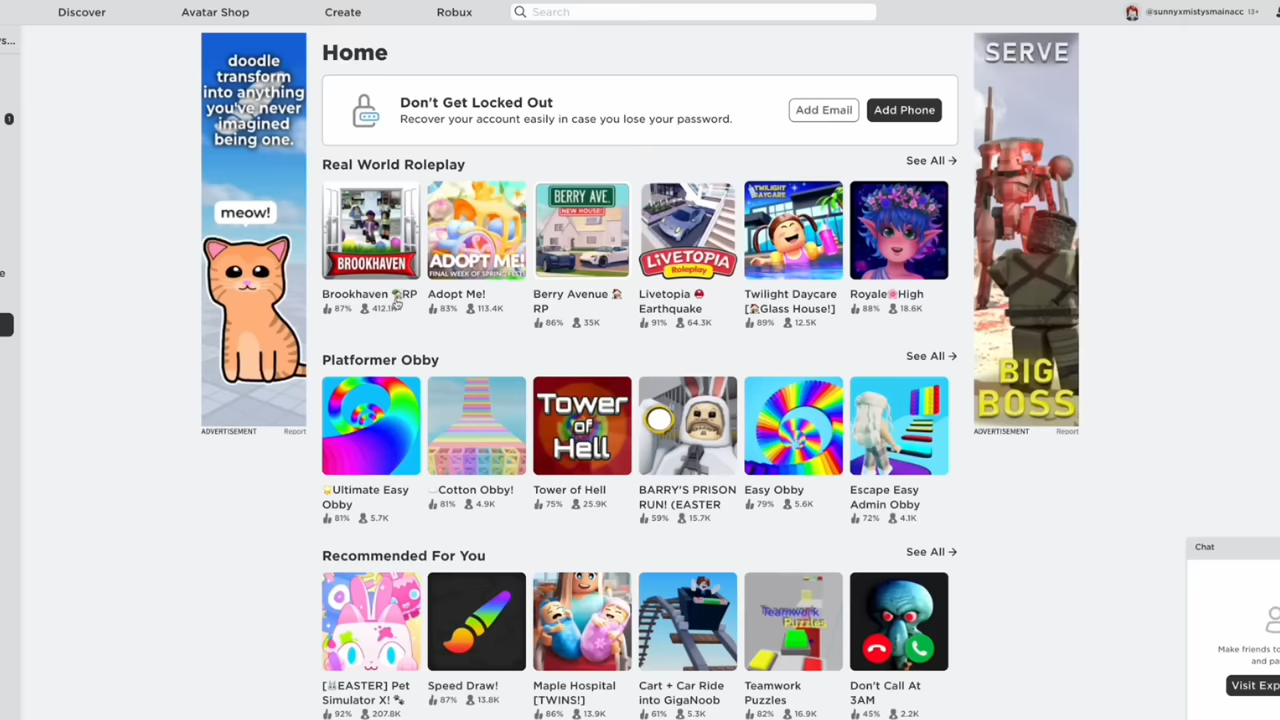 Discover
Avatar Shop
Create
Robux
Search
@sunnyxmistysmainacc 13+
1
doodle
transform
into anything
you've never
imagined
being one.
meow!
ADVERTISEMENT Report
Home
Don't Get Locked Out
Recover your account easily in case you lose your password.
Add Email
Add Phone
Real World Roleplay
See All →
BROOKHAVEN
ADOPT ME!
FINAL WEEK OF SPRING FEST!
BERRY AVE.
NEW HOUSE!
LIVETOPIA
Roleplay
TWILIGHT
DAYCARE
Brookhaven 🏡RP
87%
Adopt Me!
83% 113.4K
Berry Avenue 🏠
RP
86% 35K
Livetopia
Earthquake
91% 64.3K
Twilight Daycare
[🏠Glass House!]
89% 12.5K
Royale🌸High
88% 18.6K
Platformer Obby
See All →
Tower
of
Hell
Ultimate Easy
Obby
81% 5.7K
Cotton Obby!
81% 4.9K
Tower of Hell
75% 25.9K
BARRY'S PRISON
RUN! (EASTER
59% 15.7K
Easy Obby
79% 5.6K
Escape Easy
Admin Obby
72% 4.1K
Recommended For You
See All →
Teamwork
Puzzles
[🐰EASTER] Pet
Simulator X! 🐾
92% 207.8K
Speed Draw!
87% 13.8K
Maple Hospital
[TWINS!]
86% 13.9K
Cart + Car Ride
into GigaNoob
61% 5.3K
Teamwork
Puzzles
82% 16.9K
Don't Call At
3AM
45% 2.2K
SERVE
BIG
BOSS
ADVERTISEMENT Report
Chat
Make friends to
and pa
Visit Exp